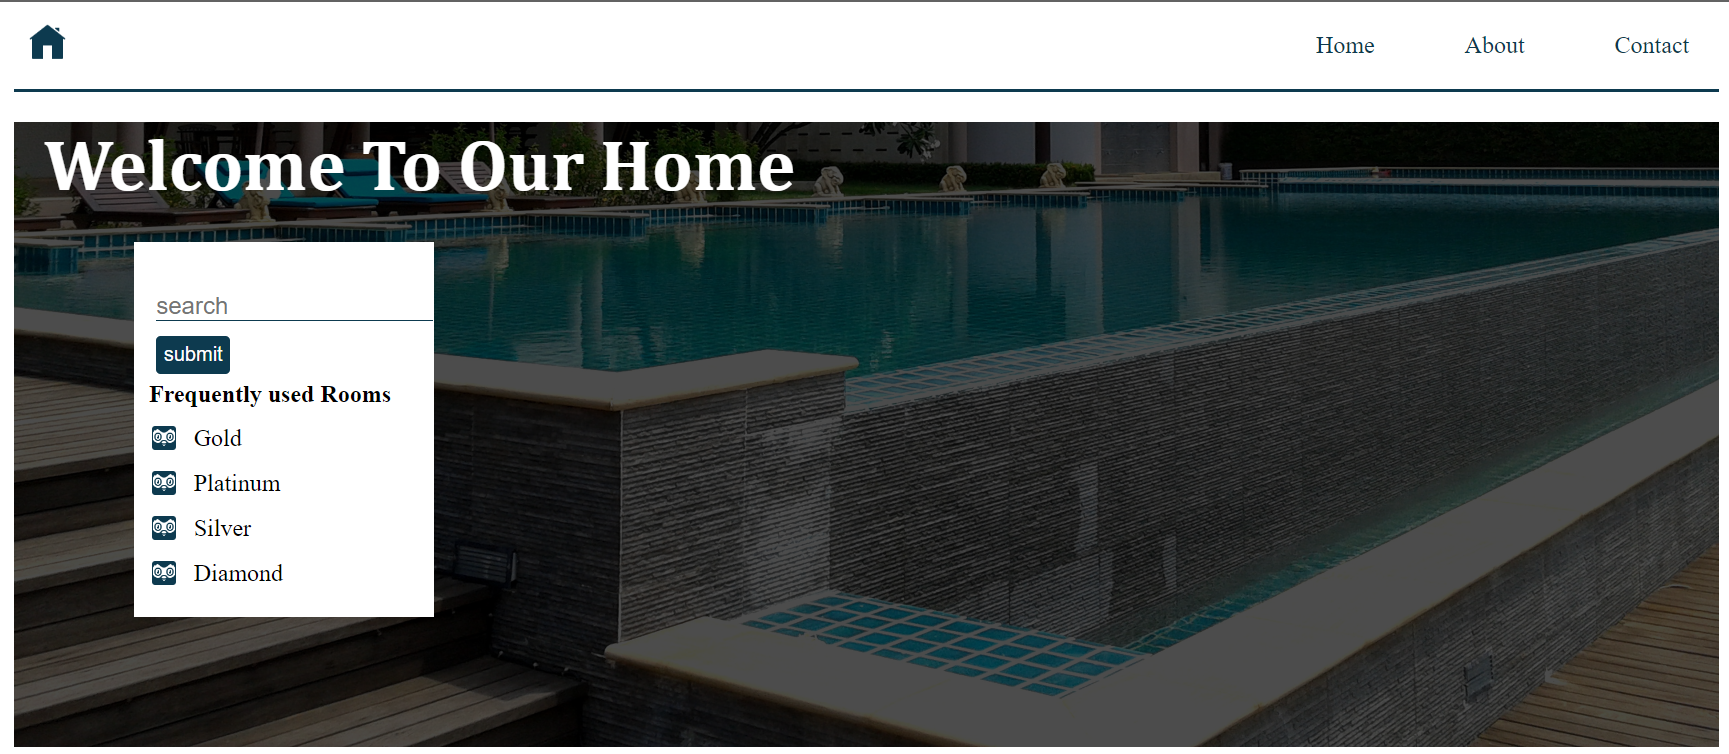 Home About Contact
Welcome To Our Home
search
submit
Frequently used Rooms
Gold
Platinum
Silver
Diamond